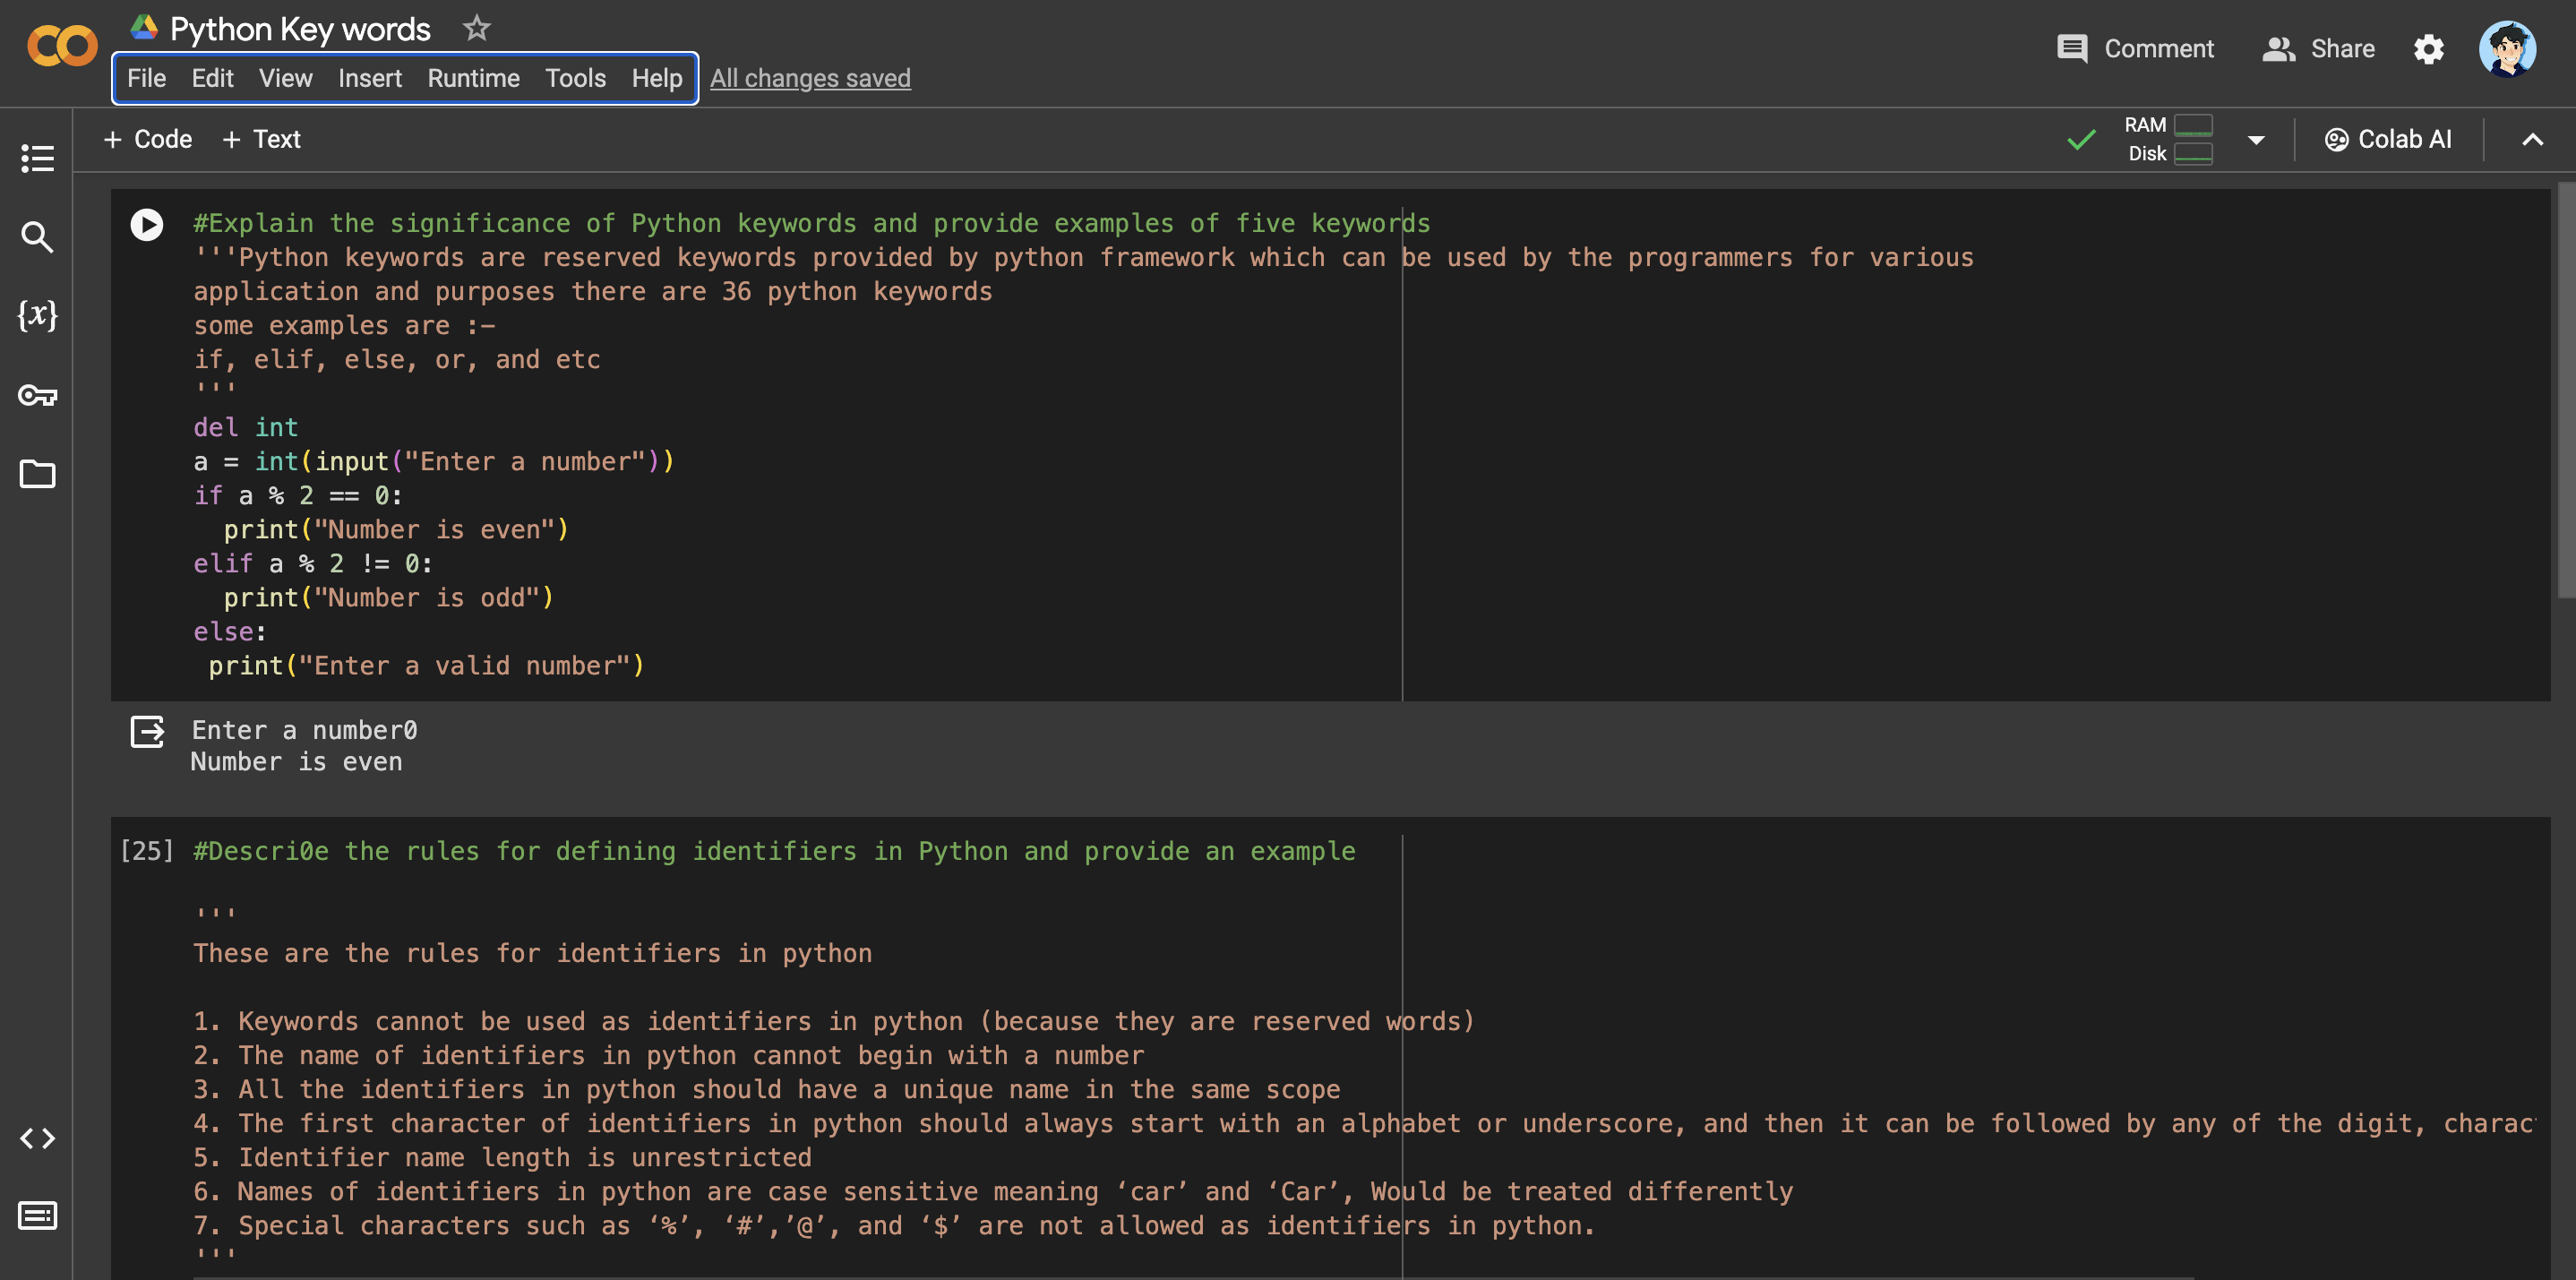 Python Key words
File Edit View Insert Runtime Tools Help All changes saved
Comment Share
+ Code + Text
RAM
Disk
Colab AI
{x}
#Explain the significance of Python keywords and provide examples of five keywords
'''Python keywords are reserved keywords provided by python framework which can be used by the programmers for various
application and purposes there are 36 python keywords
some examples are :-
if, elif, else, or, and etc
'''
del int
a = int(input("Enter a number"))
if a % 2 == 0:
  print("Number is even")
elif a % 2 != 0:
  print("Number is odd")
else:
 print("Enter a valid number")
Enter a number0
Number is even
[25] #Descri0e the rules for defining identifiers in Python and provide an example
'''
These are the rules for identifiers in python
1. Keywords cannot be used as identifiers in python (because they are reserved words)
2. The name of identifiers in python cannot begin with a number
3. All the identifiers in python should have a unique name in the same scope
4. The first character of identifiers in python should always start with an alphabet or underscore, and then it can be followed by any of the digit, charac
5. Identifier name length is unrestricted
6. Names of identifiers in python are case sensitive meaning ‘car’ and ‘Car’, Would be treated differently
7. Special characters such as ‘%’, ‘#’,’@’, and ‘$’ are not allowed as identifiers in python.
'''